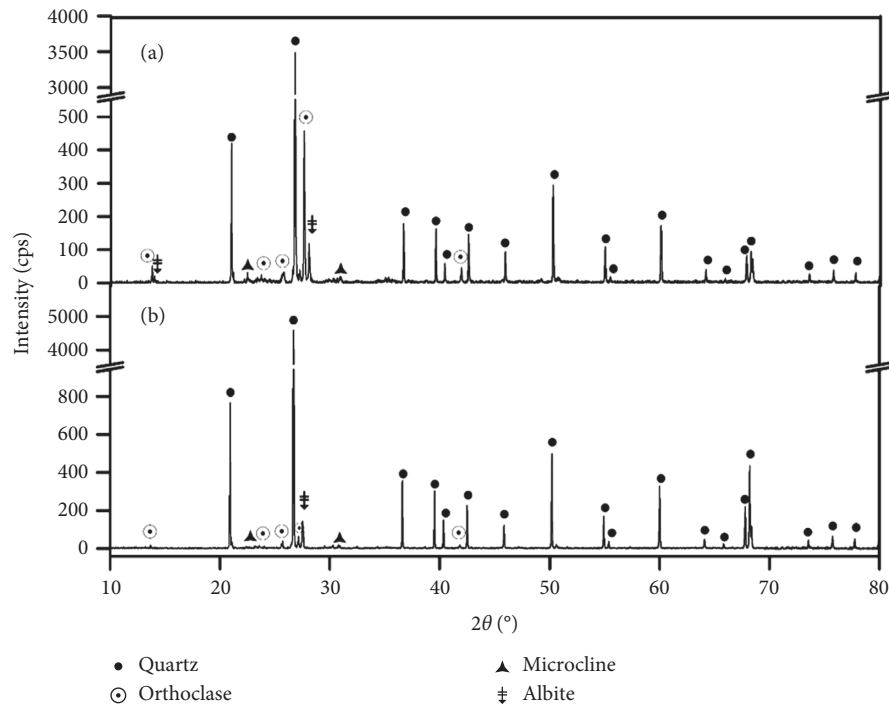 4000
(a)
3500
3000
500
400
300
200
100
0
Intensity (cps)
(b)
5000
4000
800
600
400
200
0
10 20 30 40 50 60 70 80
2θ (°)
Quartz Microcline
Orthoclase Albite